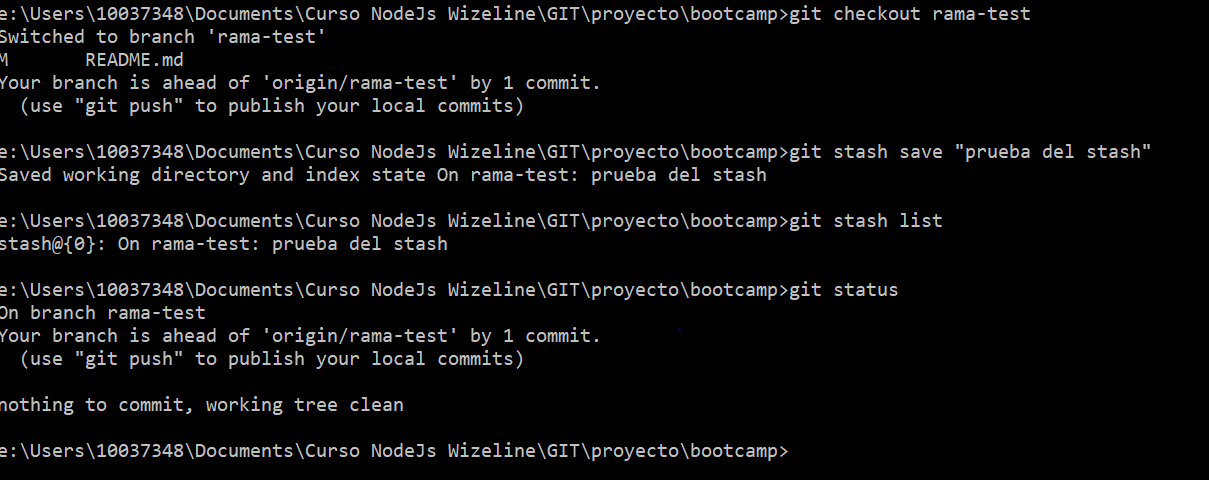 e:\Users\10037348\Documents\Curso NodeJs Wizeline\GIT\proyecto\bootcamp>git checkout rama-test
Switched to branch 'rama-test'
M       README.md
Your branch is ahead of 'origin/rama-test' by 1 commit.
  (use "git push" to publish your local commits)

e:\Users\10037348\Documents\Curso NodeJs Wizeline\GIT\proyecto\bootcamp>git stash save "prueba del stash"
Saved working directory and index state On rama-test: prueba del stash

e:\Users\10037348\Documents\Curso NodeJs Wizeline\GIT\proyecto\bootcamp>git stash list
stash@{0}: On rama-test: prueba del stash

e:\Users\10037348\Documents\Curso NodeJs Wizeline\GIT\proyecto\bootcamp>git status
On branch rama-test
Your branch is ahead of 'origin/rama-test' by 1 commit.
  (use "git push" to publish your local commits)

nothing to commit, working tree clean

e:\Users\10037348\Documents\Curso NodeJs Wizeline\GIT\proyecto\bootcamp>